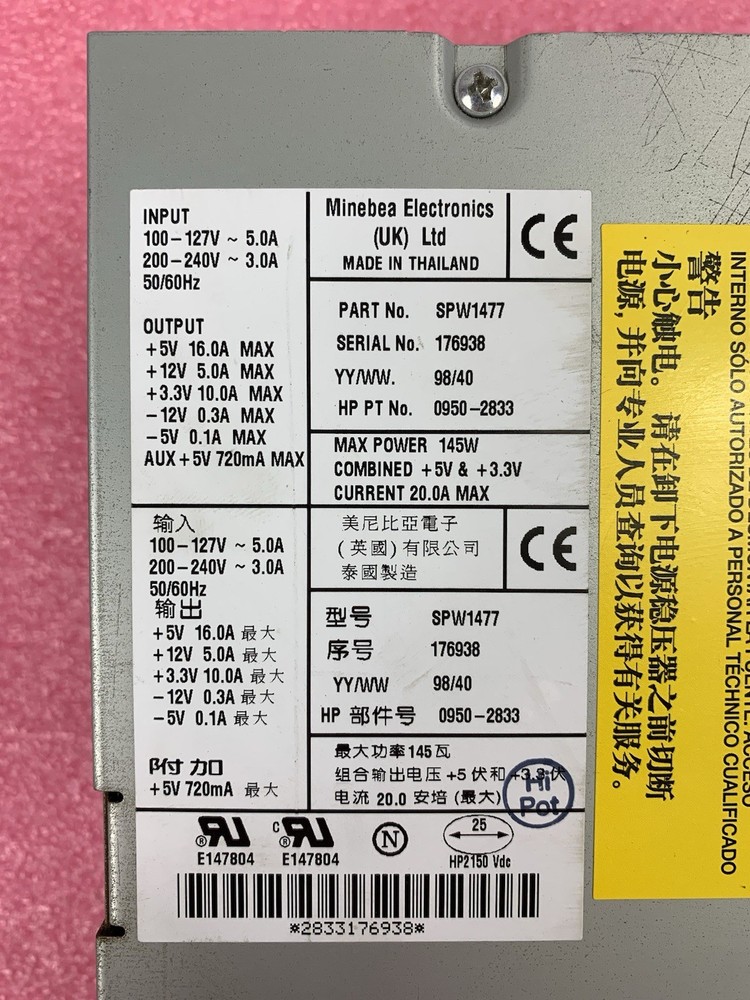 INPUT
100-127V ~ 5.0A
200-240V ~ 3.0A
50/60Hz
OUTPUT
+5V 16.0A MAX
+12V 5.0A MAX
+3.3V 10.0A MAX
-12V 0.3A MAX
-5V 0.1A MAX
AUX +5V 720mA MAX
Minebea Electronics
(UK) Ltd
MADE IN THAILAND
CE
PART No. SPW1477
SERIAL No. 176938
YY/WW. 98/40
HP PT No. 0950-2833
MAX POWER 145W
COMBINED +5V & +3.3V
CURRENT 20.0A MAX
输入
100-127V ~ 5.0A
200-240V ~ 3.0A
50/60Hz
输出
+5V 16.0A 最大
+12V 5.0A 最大
+3.3V 10.0A 最大
-12V 0.3A 最大
-5V 0.1A 最大
附加
+5V 720mA 最大
美尼比亞電子
(英國)有限公司
泰國製造
CE
型号 SPW1477
序号 176938
YY/WW 98/40
HP 部件号 0950-2833
最大功率145瓦
组合输出电压 +5 伏和+3.3伏
电流 20.0 安培 (最大)
Hi
Pot
RU ® E147804
c RU ® E147804
N
25
HP2150 Vdc
*2833176938*
警告
小心触电。请在卸下电源稳压器之前切断
电源,并向专业人员查询以获得有关服务。
INTERNO SÓLO AUTORIZADO A PERSONAL TÉCNICO CUALIFICADO